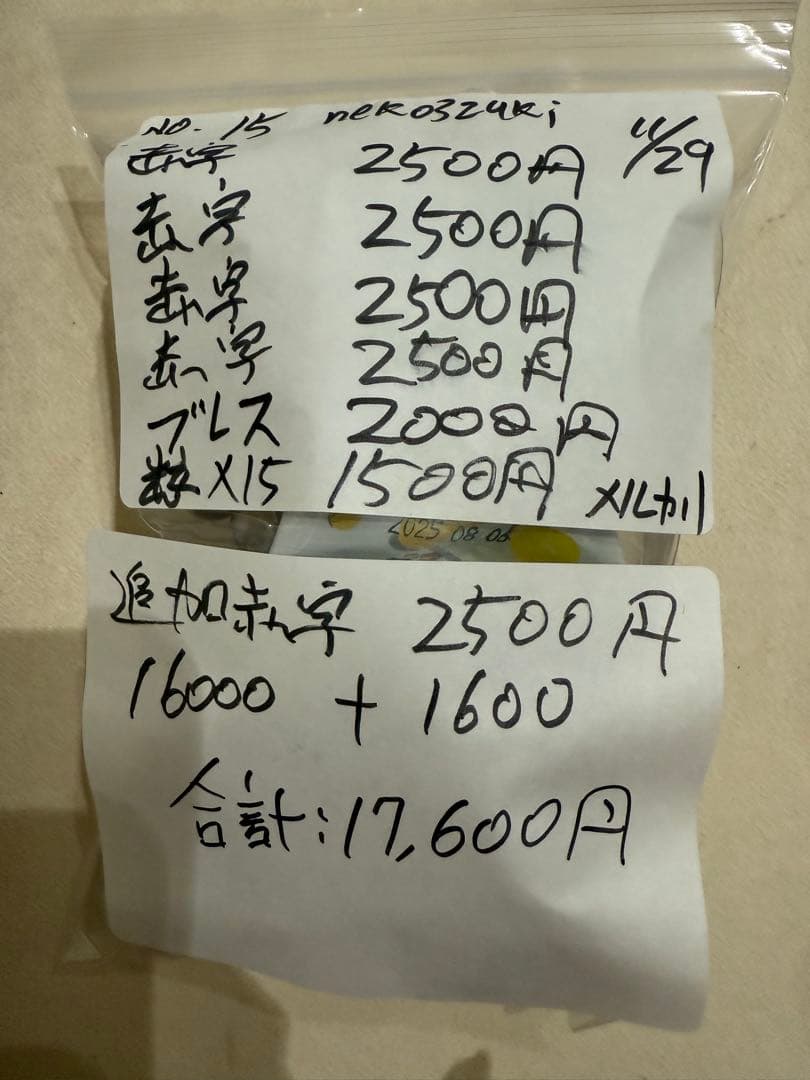 NO. 15 nekoszuki 11/29
赤字 2500円
赤字 2500円
赤字 2500円
赤字 2500円
ブレス 2000円
数×15 1500円 メルカリ
2025 08 06
追加赤字 2500円
16000 + 1600
合計:17,600円